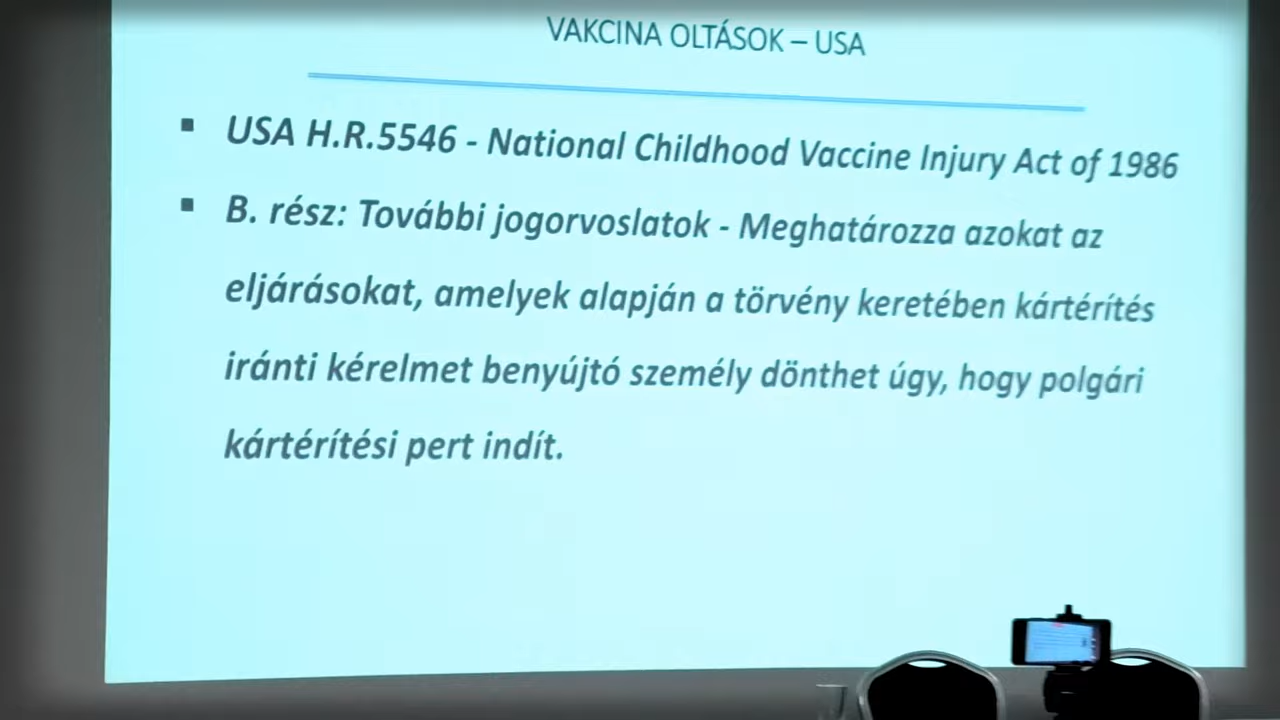 VAKCINA OLTÁSOK – USA
▪ USA H.R.5546 - National Childhood Vaccine Injury Act of 1986
▪ B. rész: További jogorvoslatok - Meghatározza azokat az
eljárásokat, amelyek alapján a törvény keretében kártérítés
iránti kérelmet benyújtó személy dönthet úgy, hogy polgári
kártérítési pert indít.